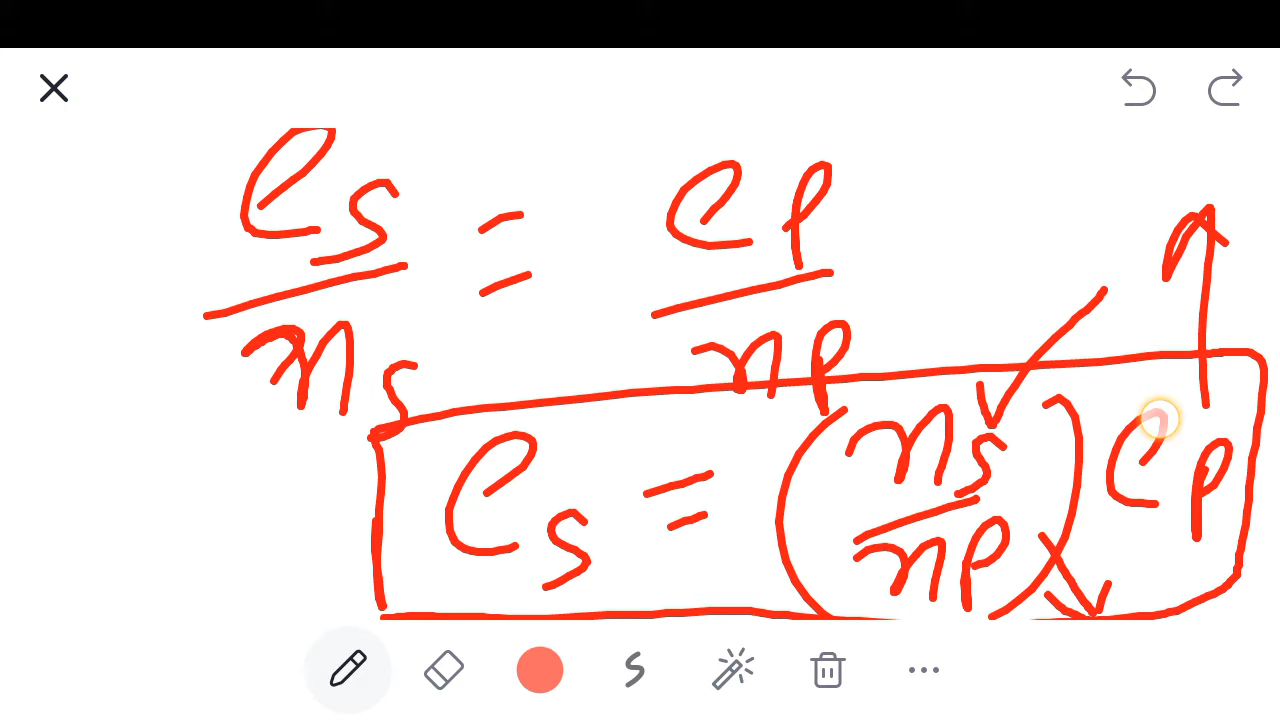 es/ns = ep/np
es = (ns/np) ep